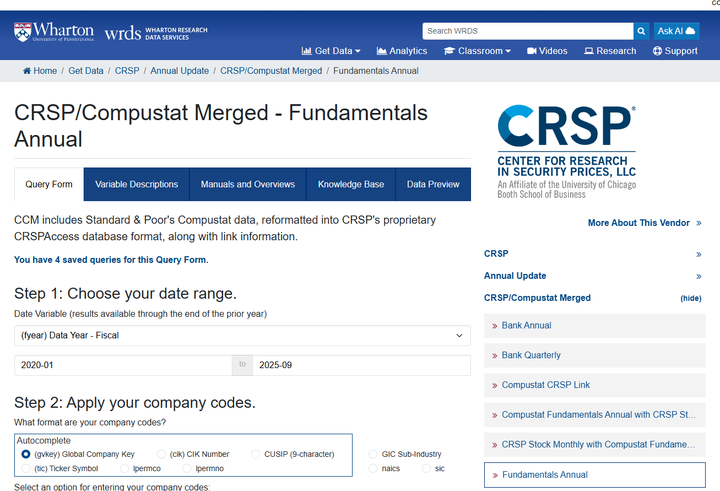 Wharton
UNIVERSITY of PENNSYLVANIA
wrds
WHARTON RESEARCH
DATA SERVICES
Search WRDS
Ask AI
Get Data
Analytics
Classroom
Videos
Research
Support
Home / Get Data / CRSP / Annual Update / CRSP/Compustat Merged / Fundamentals Annual
CRSP/Compustat Merged - Fundamentals
Annual
Query Form
Variable Descriptions
Manuals and Overviews
Knowledge Base
Data Preview
CCM includes Standard & Poor's Compustat data, reformatted into CRSP's proprietary
CRSPAccess database format, along with link information.
You have 4 saved queries for this Query Form.
Step 1: Choose your date range.
Date Variable (results available through the end of the prior year)
(fyear) Data Year - Fiscal
2020-01 to 2025-09
Step 2: Apply your company codes.
What format are your company codes?
Autocomplete
(gvkey) Global Company Key (cik) CIK Number CUSIP (9-character) GIC Sub-Industry
(tic) Ticker Symbol lpermco lpermno naics sic
Select an option for entering your company codes:
CRSP®
CENTER FOR RESEARCH
IN SECURITY PRICES, LLC
An Affiliate of the University of Chicago
Booth School of Business
More About This Vendor »
CRSP »
Annual Update »
CRSP/Compustat Merged (hide)
» Bank Annual
» Bank Quarterly
» Compustat CRSP Link
» Compustat Fundamentals Annual with CRSP St...
» CRSP Stock Monthly with Compustat Fundame...
» Fundamentals Annual